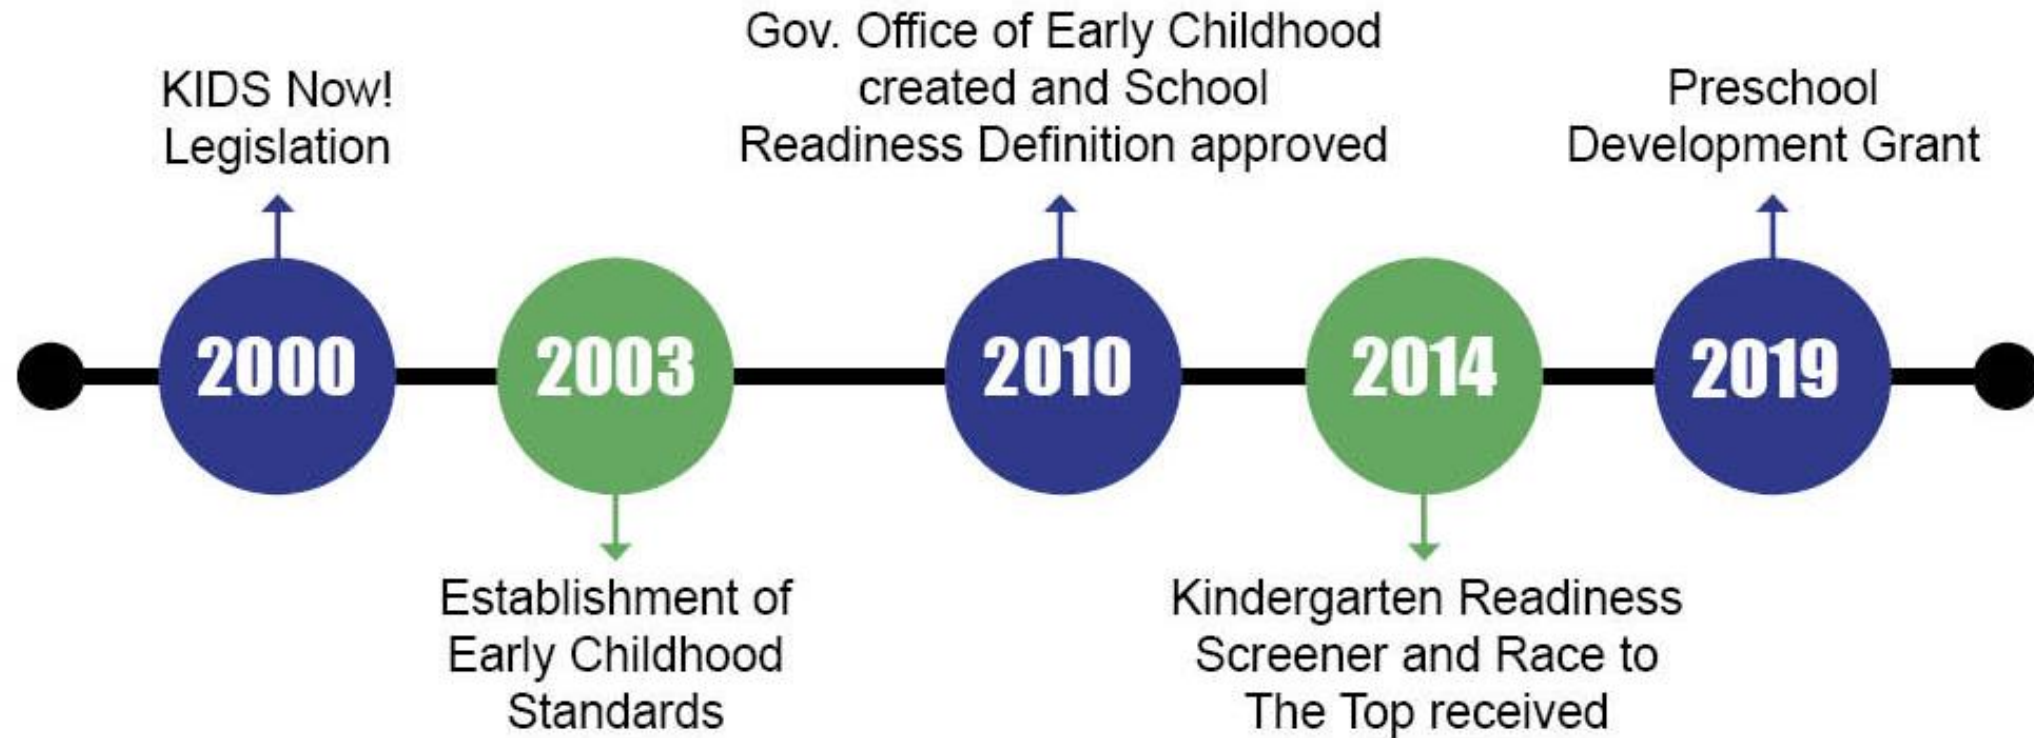 KIDS Now!
Legislation
Gov. Office of Early Childhood
created and School
Readiness Definition approved
Preschool
Development Grant
2000
2003
2010
2014
2019
Establishment of
Early Childhood
Standards
Kindergarten Readiness
Screener and Race to
The Top received